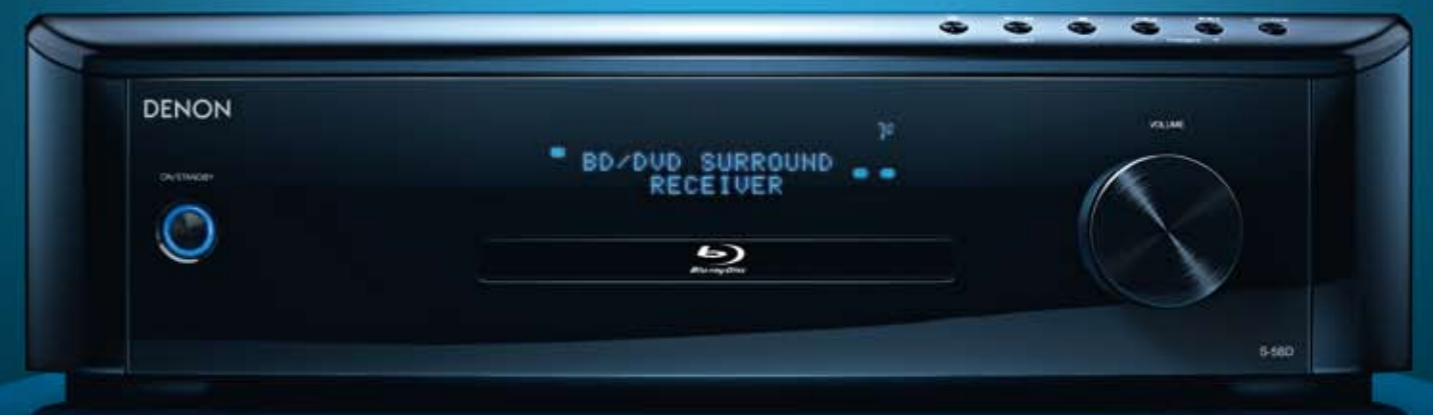 DENON
VOLUME
BD/DVD SURROUND
RECEIVER
ON/STANDBY
Blu-ray Disc
S-5BD